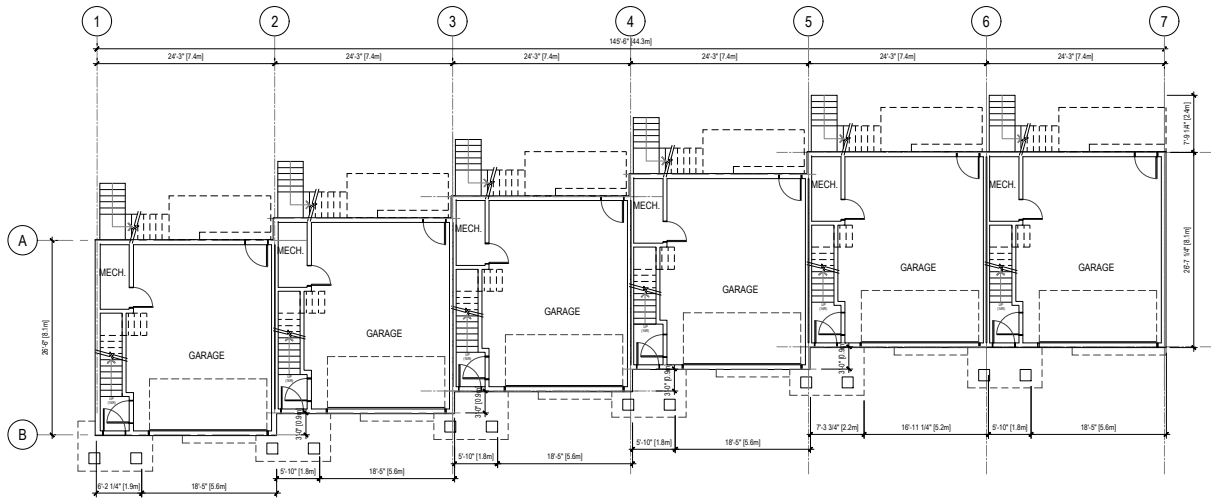 1
2
3
4
5
6
7
145'-6" [44.3m]
24'-3" [7.4m]
24'-3" [7.4m]
24'-3" [7.4m]
24'-3" [7.4m]
24'-3" [7.4m]
24'-3" [7.4m]
7'-9 1/4" [2.4m]
MECH.
MECH.
MECH.
MECH.
MECH.
MECH.
A
GARAGE
GARAGE
GARAGE
GARAGE
GARAGE
GARAGE
26'-7 1/4" [8.1m]
26'-6" [8.1m]
UP
UP
UP
UP
UP
UP
3'-0" [0.9m]
3'-0" [0.9m]
3'-0" [0.9m]
3'-0" [0.9m]
B
7'-3 3/4" [2.2m]
16'-11 1/4" [5.2m]
5'-10" [1.8m]
18'-5" [5.6m]
5'-10" [1.8m]
18'-5" [5.6m]
5'-10" [1.8m]
18'-5" [5.6m]
5'-10" [1.8m]
18'-5" [5.6m]
6'-2 1/4" [1.9m]
18'-5" [5.6m]